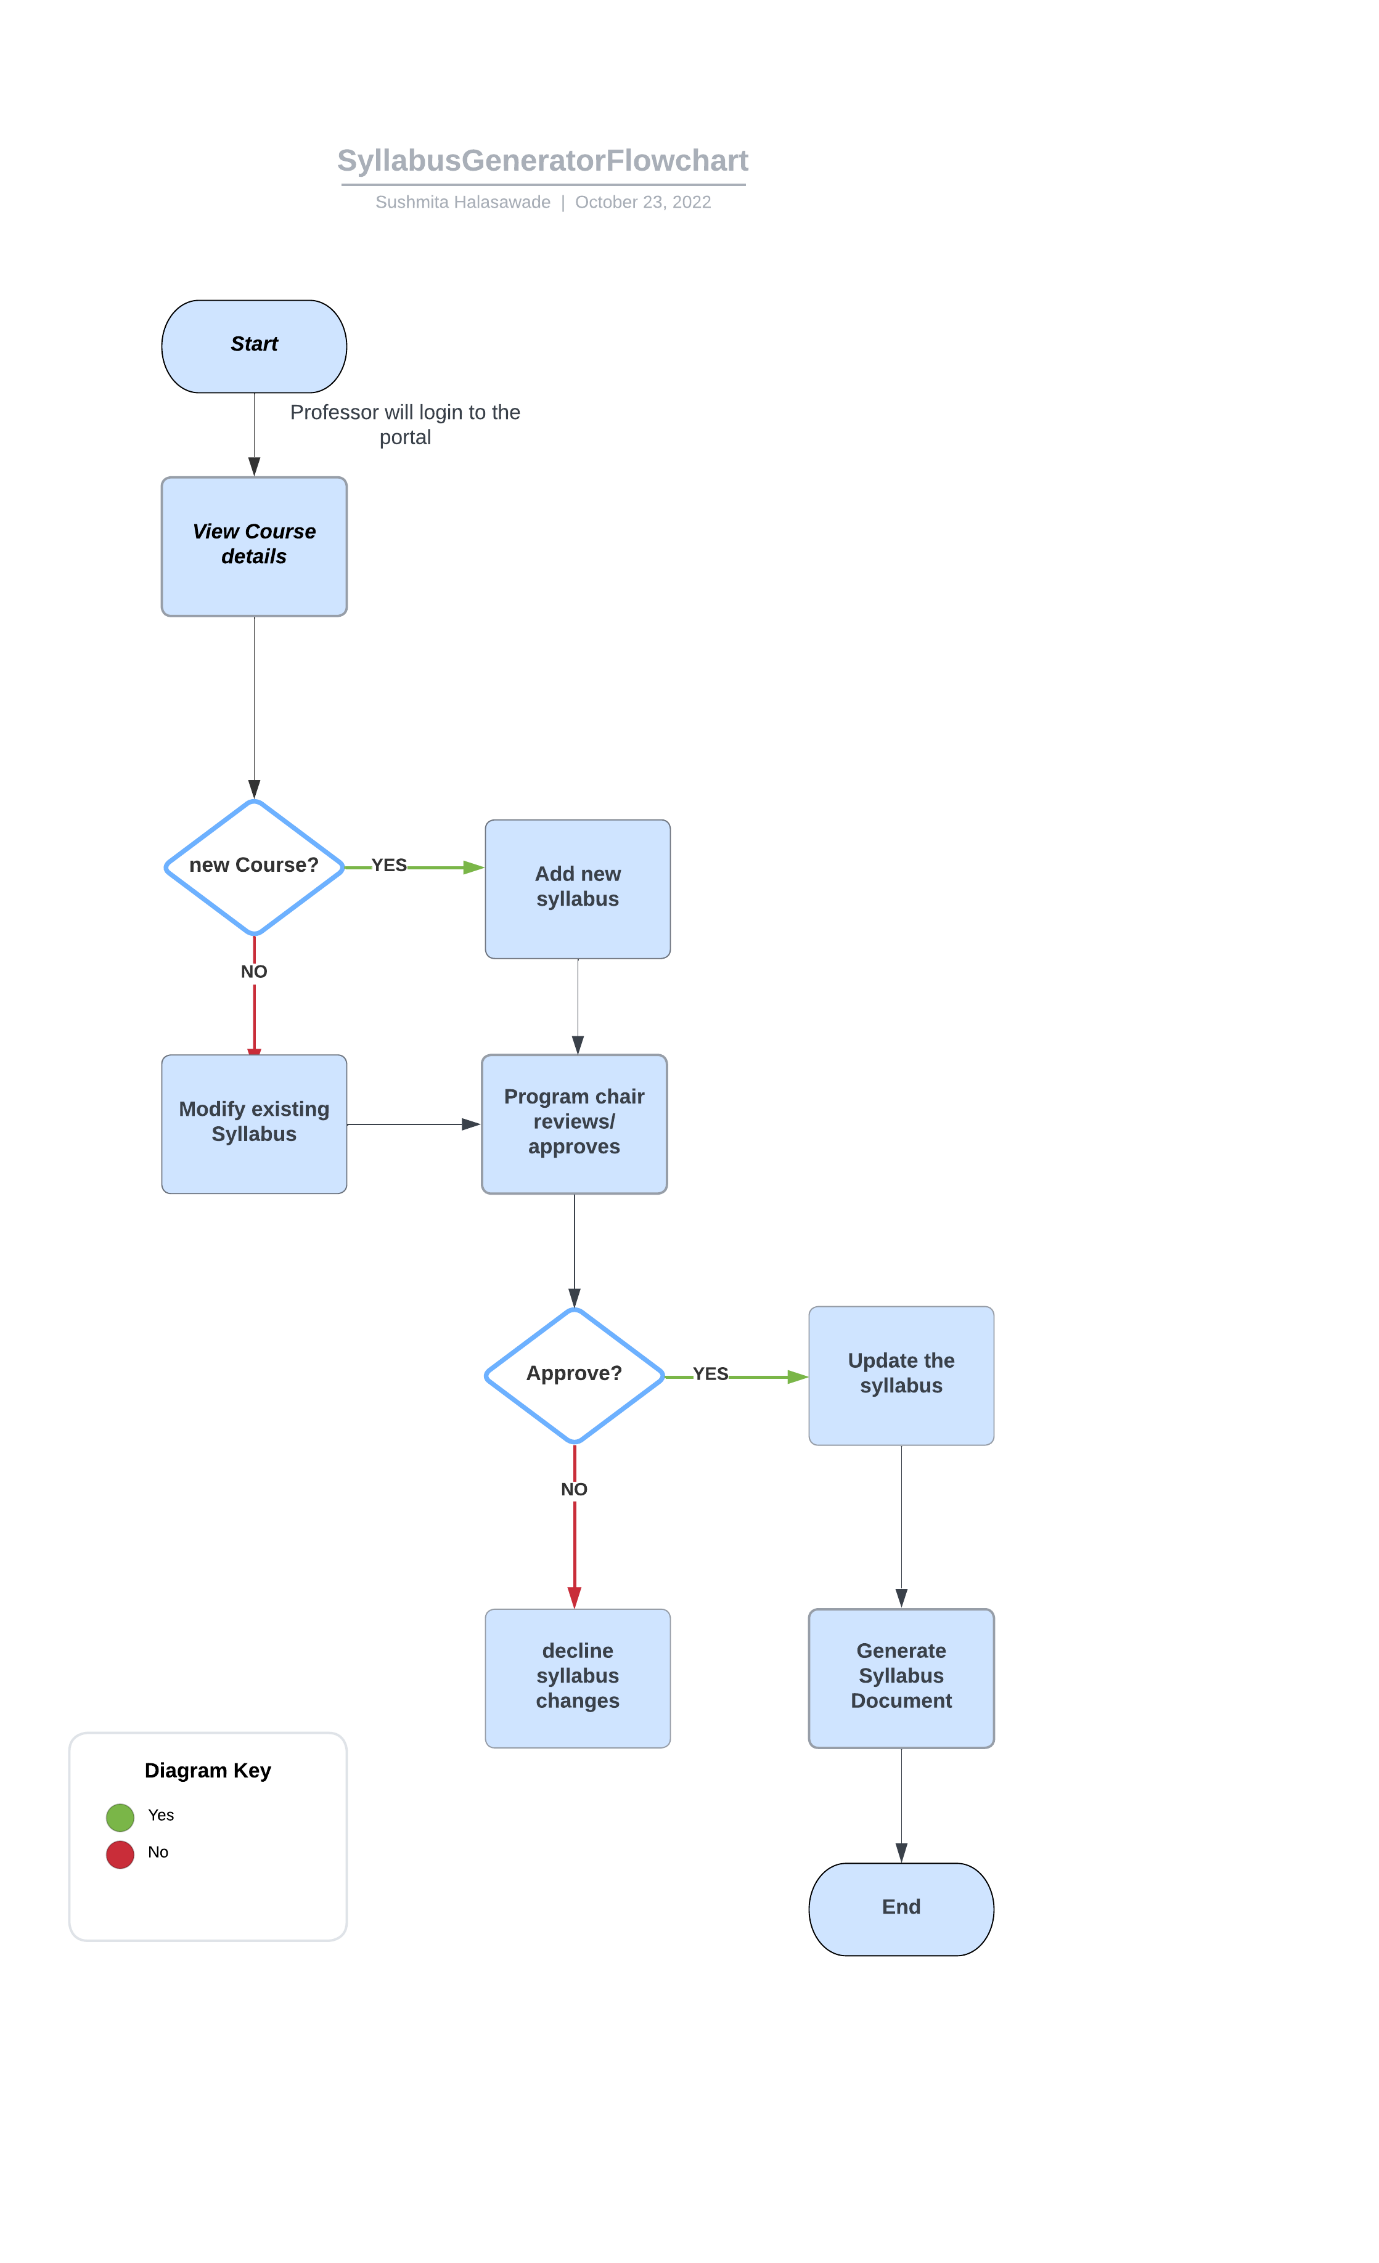 SyllabusGeneratorFlowchart
Sushmita Halasawade | October 23, 2022
Start
Professor will login to the
portal
View Course
details
new Course?
YES
Add new
syllabus
NO
Modify existing
Syllabus
Program chair
reviews/
approves
Approve?
YES
Update the
syllabus
NO
decline
syllabus
changes
Generate
Syllabus
Document
Diagram Key
Yes
No
End